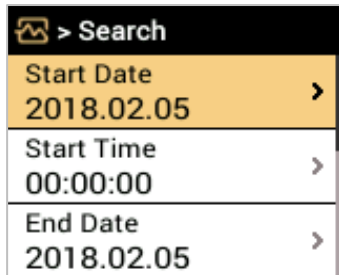 > Search
Start Date
2018.02.05
Start Time
00:00:00
End Date
2018.02.05